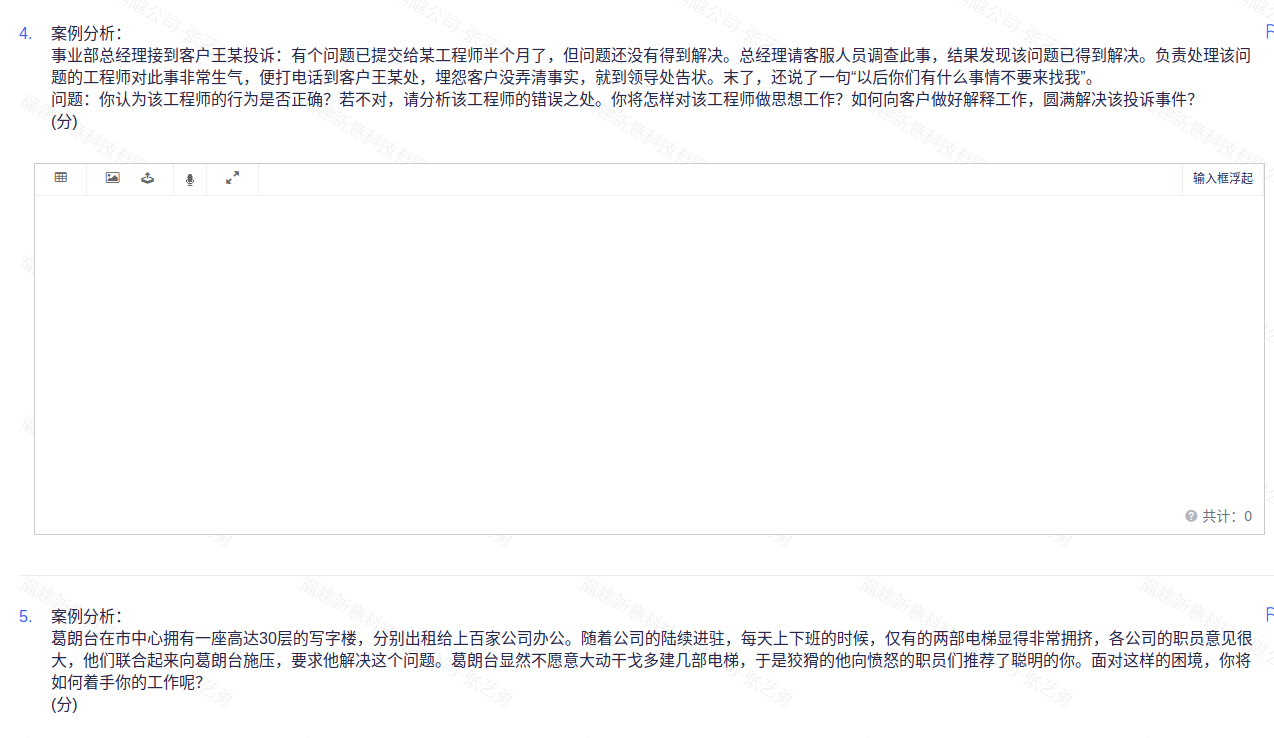 4. 案例分析：
事业部总经理接到客户王某投诉：有个问题已提交给某工程师半个月了，但问题还没有得到解决。总经理请客服人员调查此事，结果发现该问题已得到解决。负责处理该问
题的工程师对此事非常生气，便打电话到客户王某处，埋怨客户没弄清事实，就到领导处告状。末了，还说了一句“以后你们有什么事情不要来找我”。
问题：你认为该工程师的行为是否正确？若不对，请分析该工程师的错误之处。你将怎样对该工程师做思想工作？如何向客户做好解释工作，圆满解决该投诉事件？
(分)
输入框浮起
共计：0
5. 案例分析：
葛朗台在市中心拥有一座高达30层的写字楼，分别出租给上百家公司办公。随着公司的陆续进驻，每天上下班的时候，仅有的两部电梯显得非常拥挤，各公司的职员意见很
大，他们联合起来向葛朗台施压，要求他解决这个问题。葛朗台显然不愿意大动干戈多建几部电梯，于是狡猾的他向愤怒的职员们推荐了聪明的你。面对这样的困境，你将
如何着手你的工作呢？
(分)